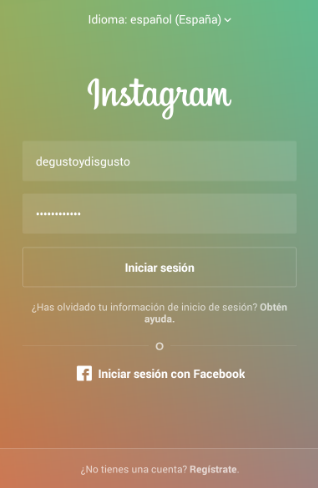 Idioma: español (España)
Instagram
degustoydisgusto
••••••••••••
Iniciar sesión
¿Has olvidado tu información de inicio de sesión? Obtén
ayuda.
O
Iniciar sesión con Facebook
¿No tienes una cuenta? Regístrate.